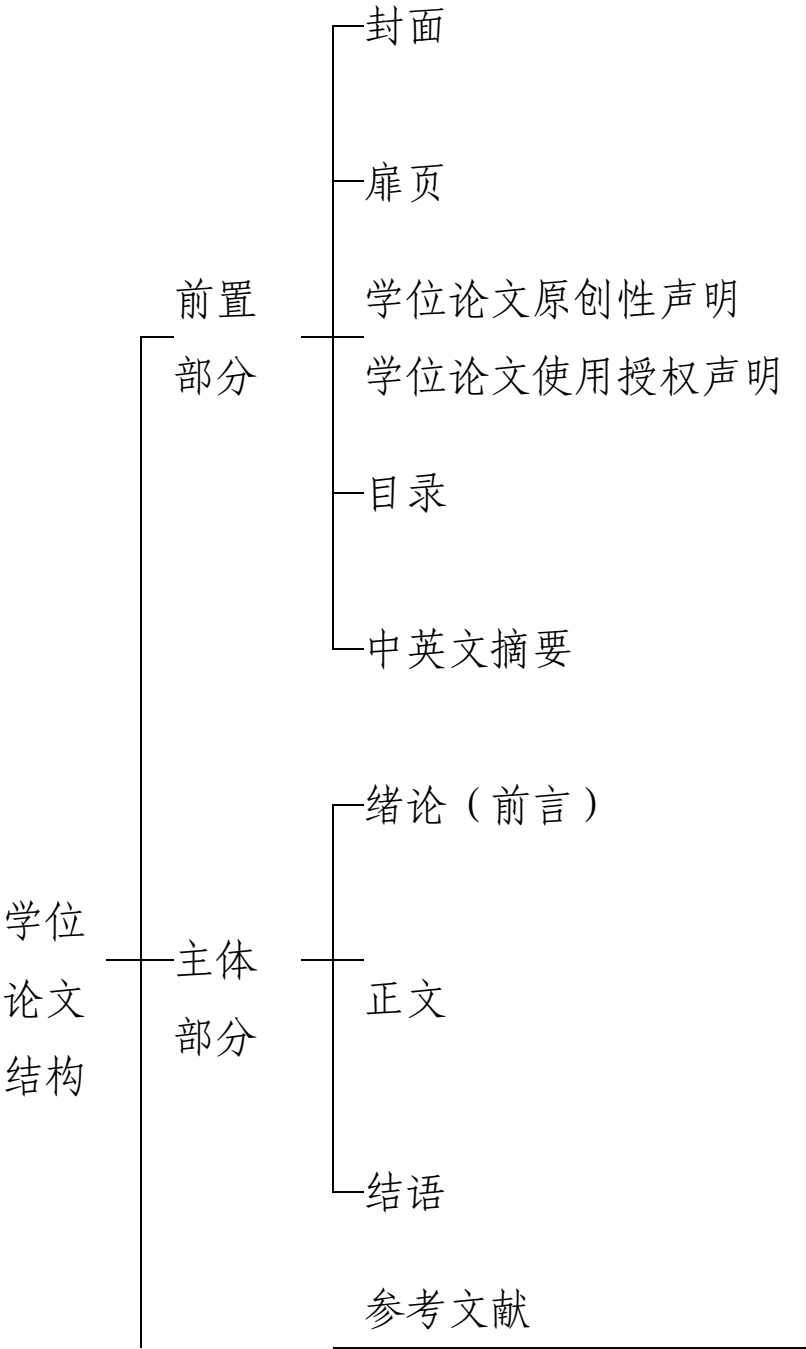 封面
扉页
前置
部分
学位论文原创性声明
学位论文使用授权声明
目录
中英文摘要
绪论（前言）
学位
论文
结构
主体
部分
正文
结语
参考文献